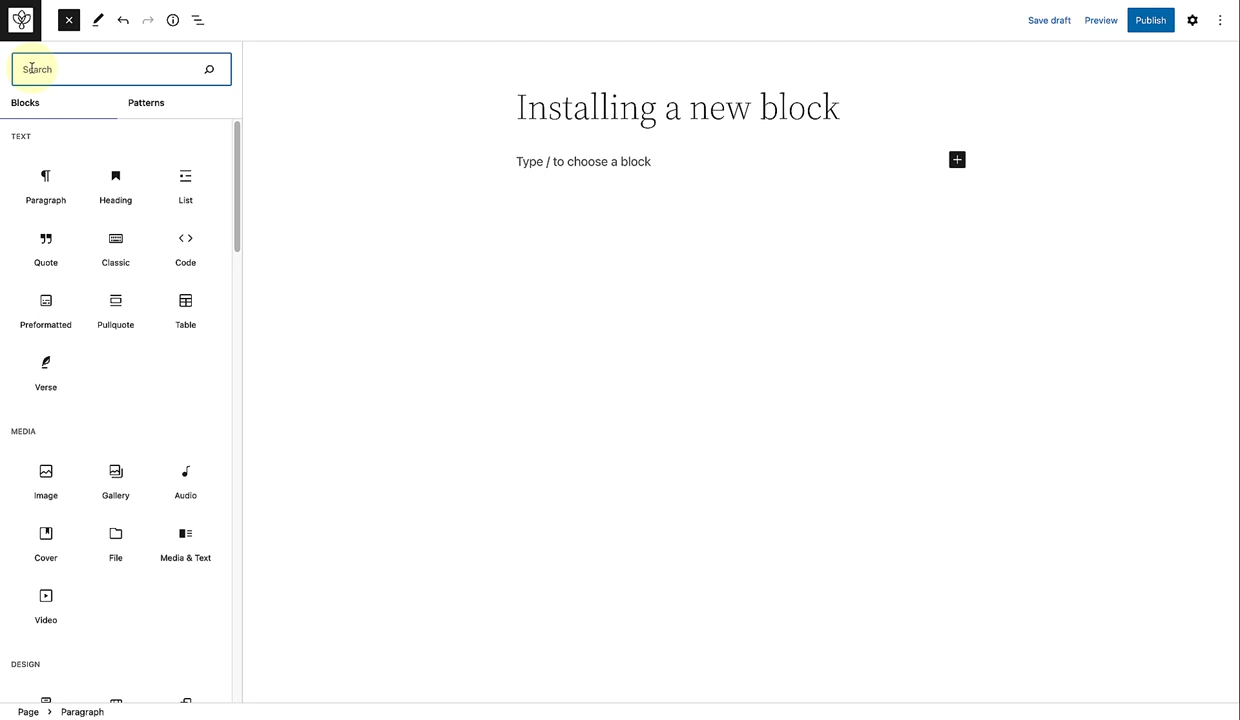 Save draft Preview Publish
Search
Blocks Patterns
Installing a new block
Type / to choose a block
TEXT
Paragraph Heading List
Quote Classic Code
Preformatted Pullquote Table
Verse
MEDIA
Image Gallery Audio
Cover File Media & Text
Video
DESIGN
Page > Paragraph